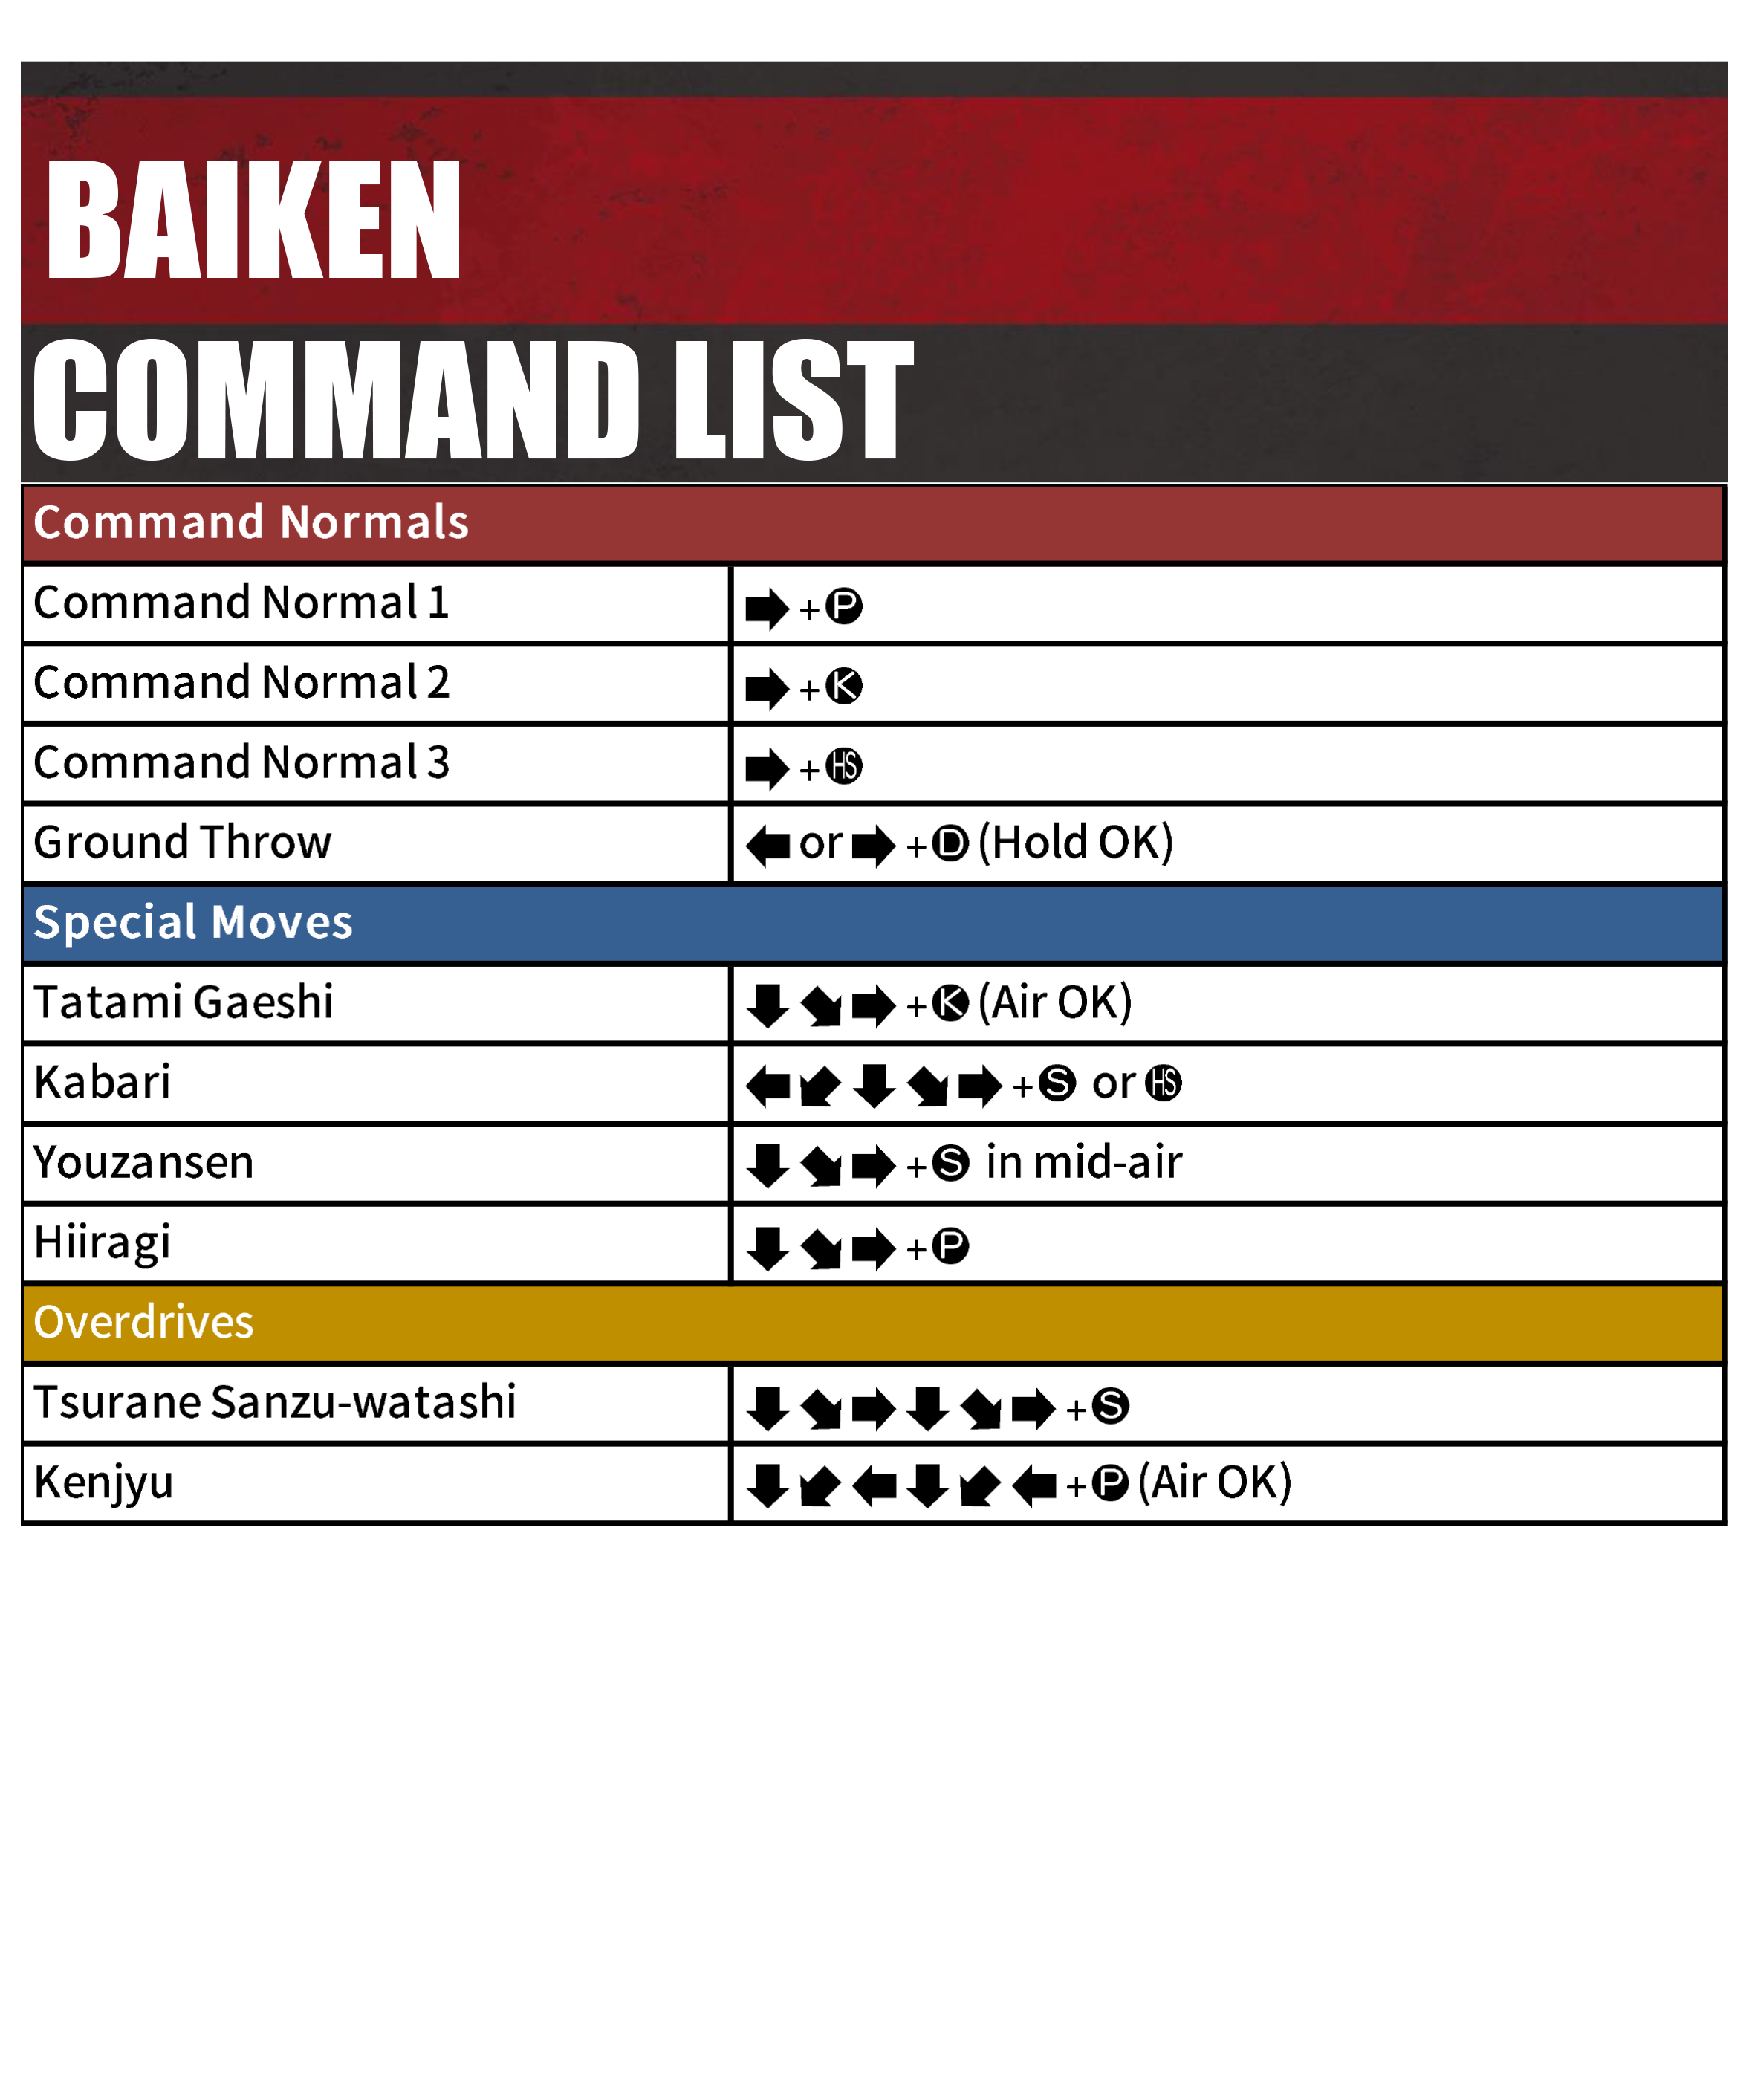 BAIKEN
COMMAND LIST
Command Normals
Command Normal 1 ➡ + P
Command Normal 2 ➡ + K
Command Normal 3 ➡ + HS
Ground Throw ⬅ or ➡ + D (Hold OK)
Special Moves
Tatami Gaeshi ⬇ ↘ ➡ + K (Air OK)
Kabari ⬅ ↙ ⬇ ↘ ➡ + S or HS
Youzansen ⬇ ↘ ➡ + S in mid-air
Hiiragi ⬇ ↘ ➡ + P
Overdrives
Tsurane Sanzu-watashi ⬇ ↘ ➡ ⬇ ↘ ➡ + S
Kenjyu ⬇ ↙ ⬅ ⬇ ↙ ⬅ + P (Air OK)